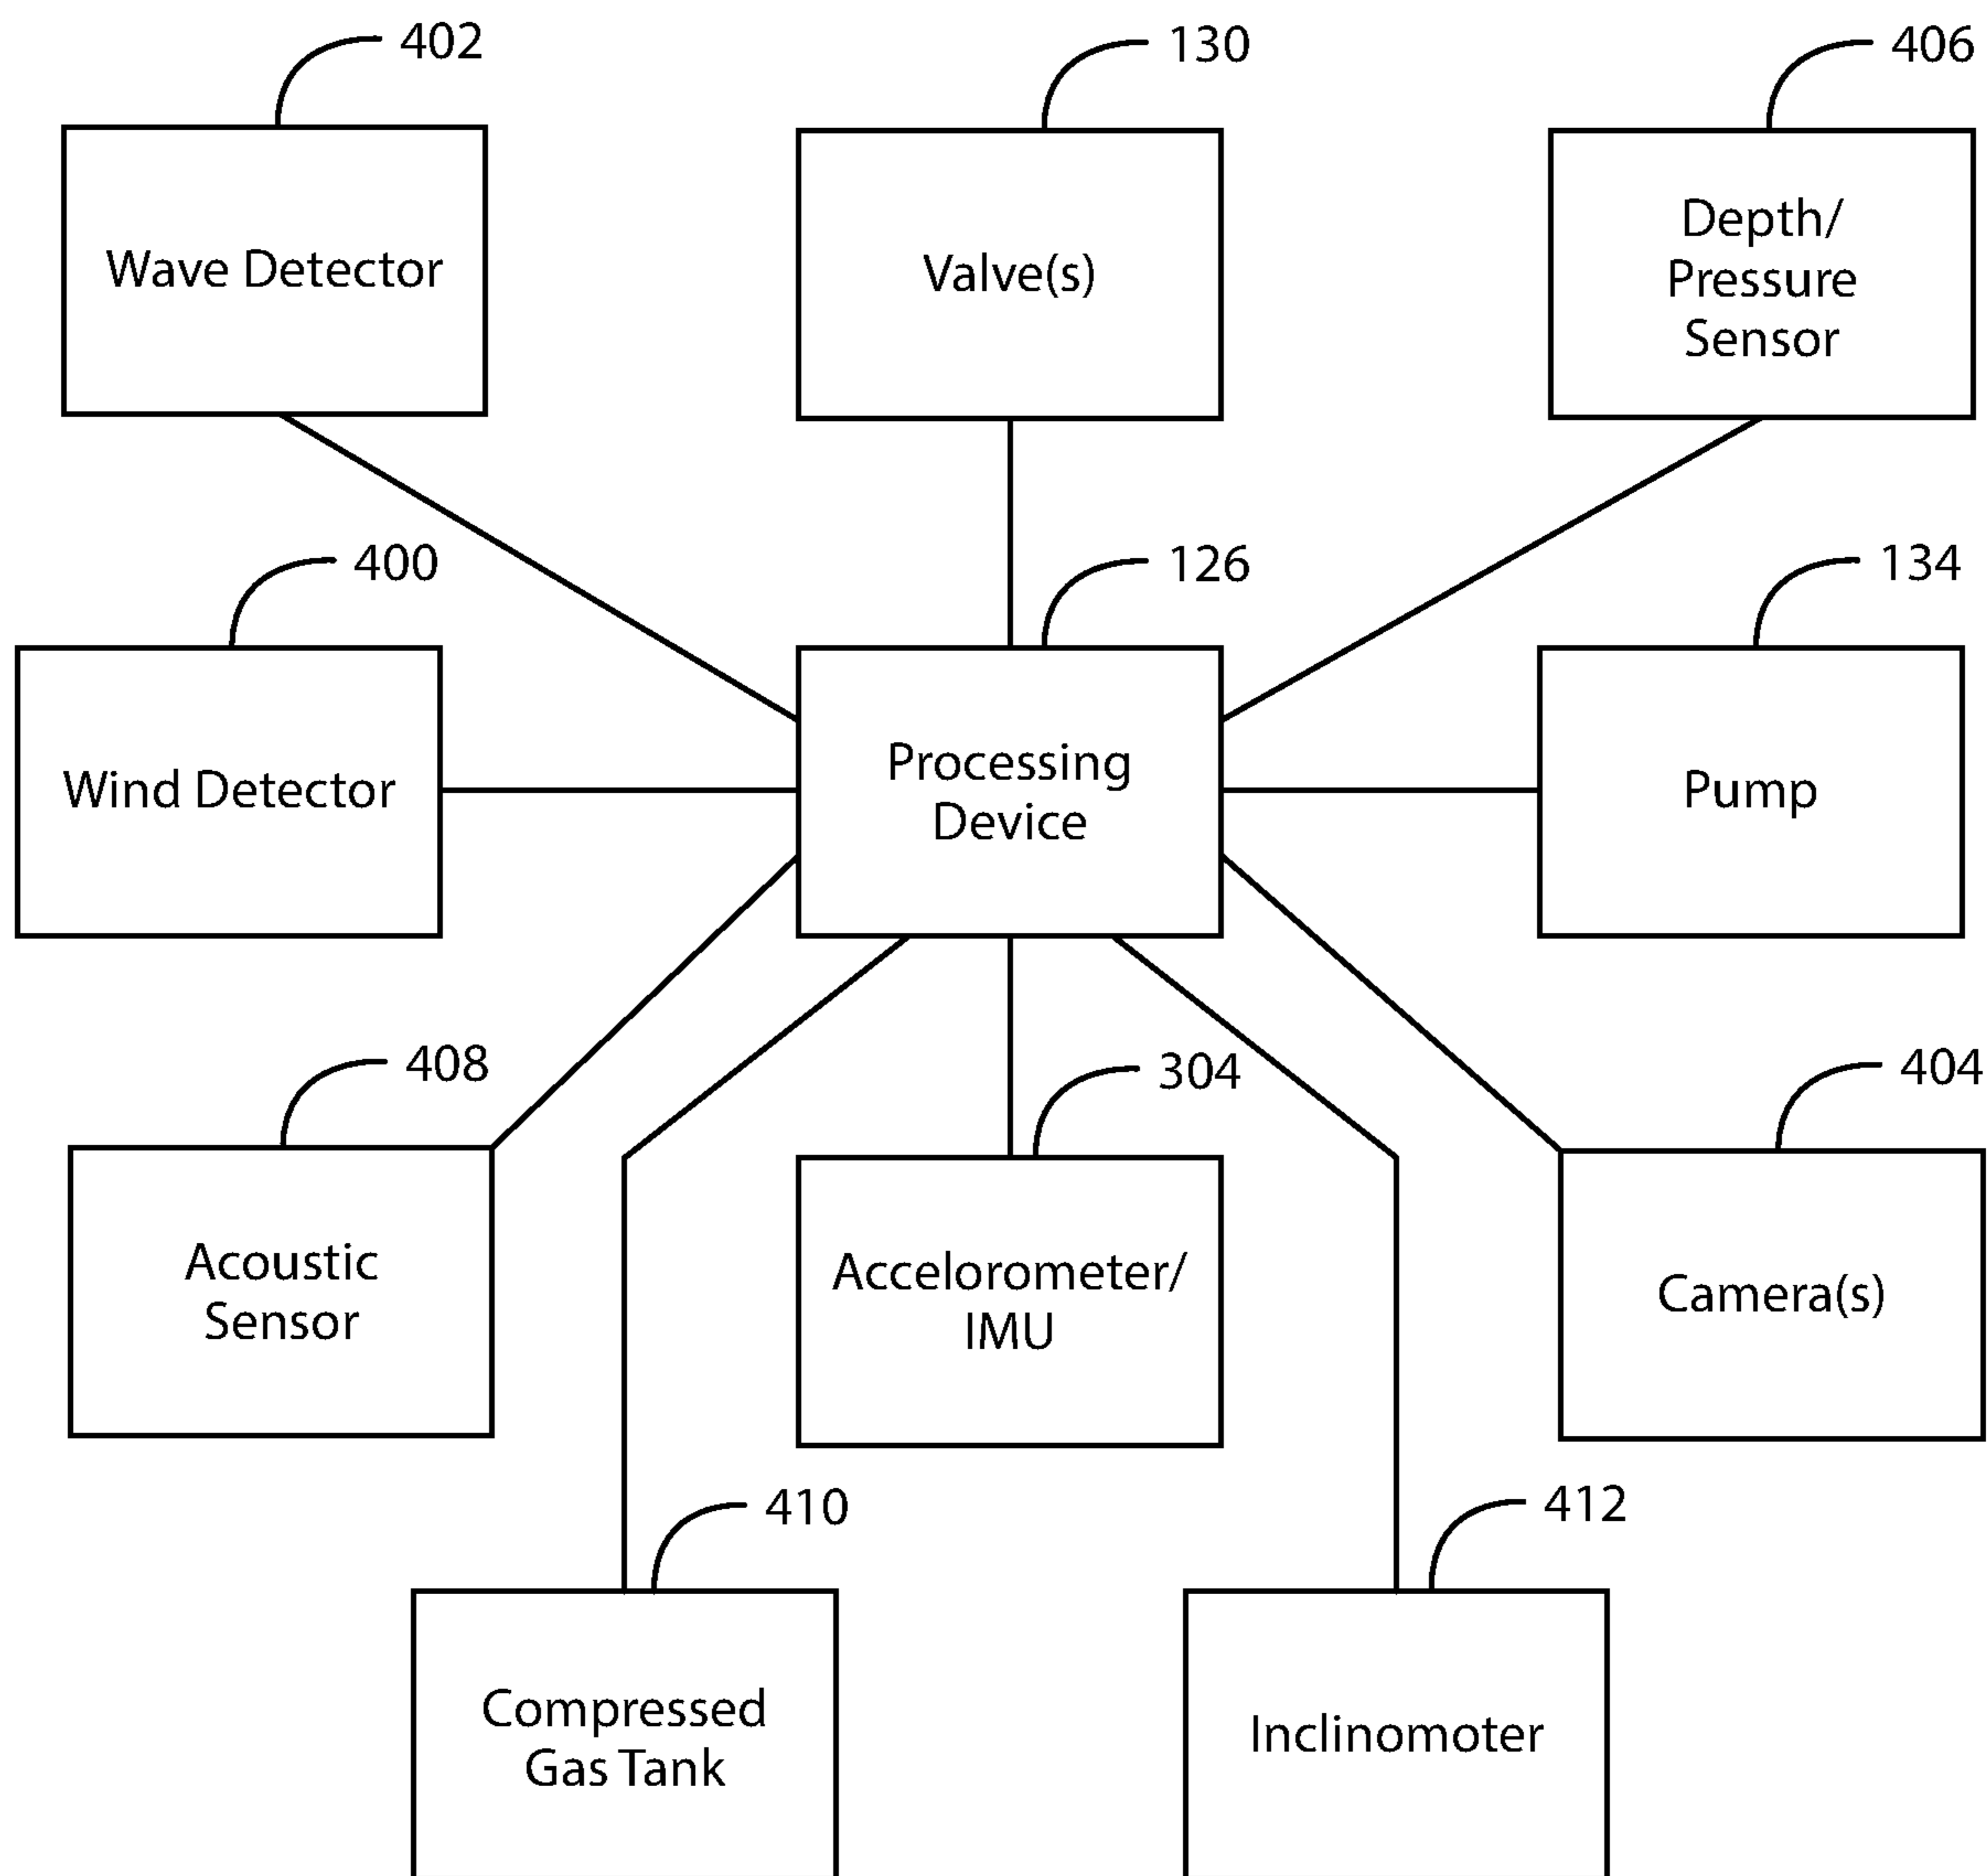 402
130
406
Wave Detector
Valve(s)
Depth/
Pressure
Sensor
400
126
134
Wind Detector
Processing
Device
Pump
408
304
404
Acoustic
Sensor
Accelorometer/
IMU
Camera(s)
410
412
Compressed
Gas Tank
Inclinomoter